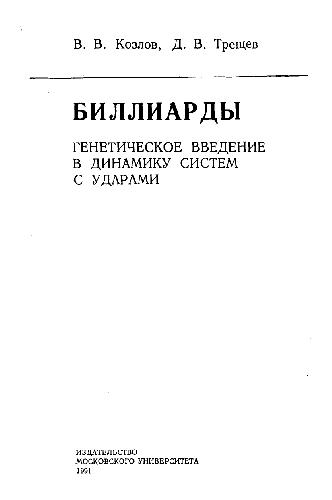 В. В. Козлов, Д. В. Трещев
БИЛЛИАРДЫ
ГЕНЕТИЧЕСКОЕ ВВЕДЕНИЕ
В ДИНАМИКУ СИСТЕМ
С УДАРАМИ
ИЗДАТЕЛЬСТВО
МОСКОВСКОГО УНИВЕРСИТЕТА
1991